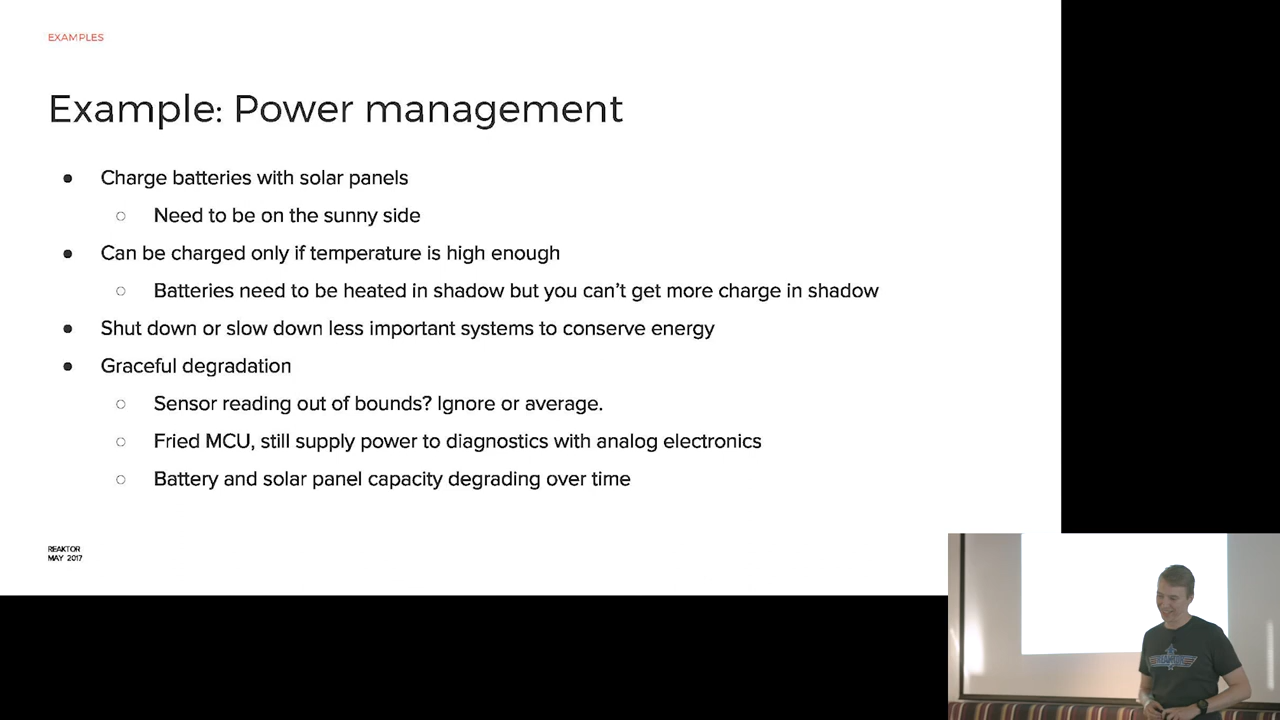 EXAMPLES
Example: Power management
● Charge batteries with solar panels
○ Need to be on the sunny side
● Can be charged only if temperature is high enough
○ Batteries need to be heated in shadow but you can’t get more charge in shadow
● Shut down or slow down less important systems to conserve energy
● Graceful degradation
○ Sensor reading out of bounds? Ignore or average.
○ Fried MCU, still supply power to diagnostics with analog electronics
○ Battery and solar panel capacity degrading over time
REAKTOR
MAY 2017